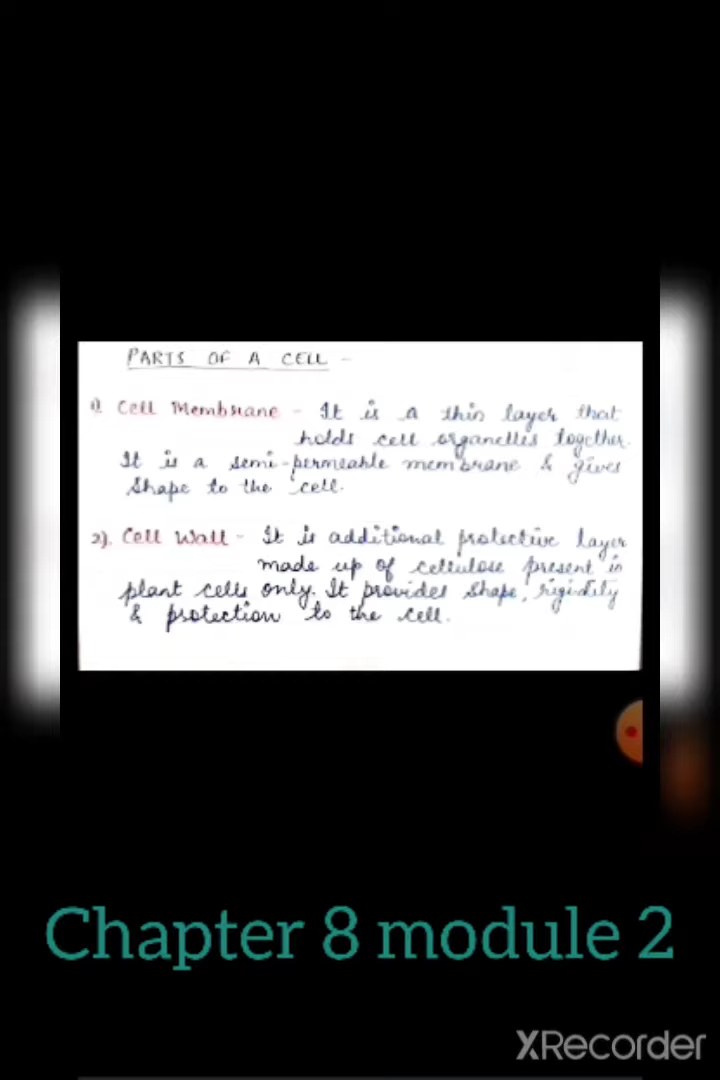 PARTS OF A CELL -
1). Cell Membrane - It is a thin layer that
holds cell organelles together.
It is a semi-permeable membrane & gives
shape to the cell.
2). Cell Wall - It is additional protective layer
made up of cellulose present in
plant cells only. It provides shape, rigidity
& protection to the cell.
Chapter 8 module 2
XRecorder